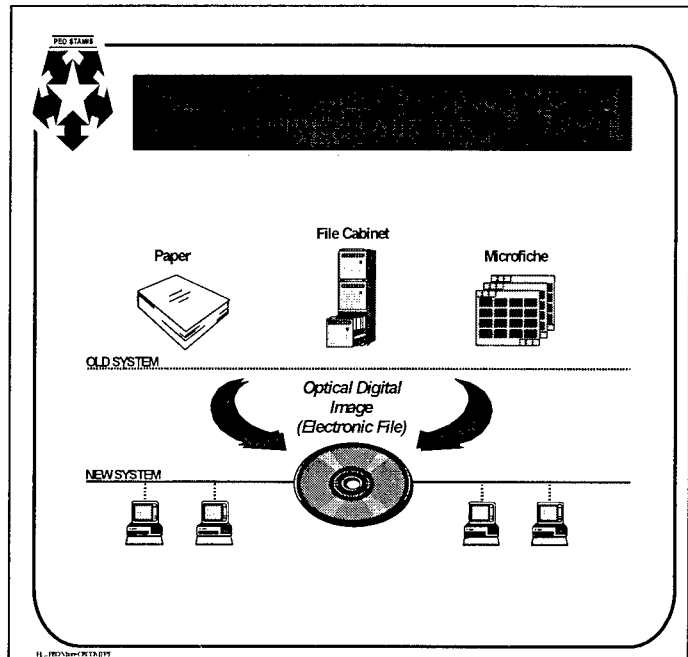 PEO STAMIS
File Cabinet
Paper
Microfiche
OLD SYSTEM
Optical Digital
Image
(Electronic File)
NEW SYSTEM